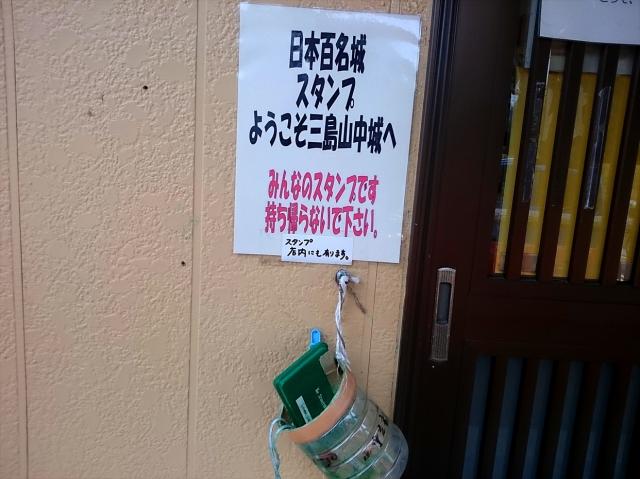 日本百名城
スタンプ
ようこそ三島山中城へ
みんなのスタンプです
持ち帰らないで下さい。
スタンプ
店内にも有ります。